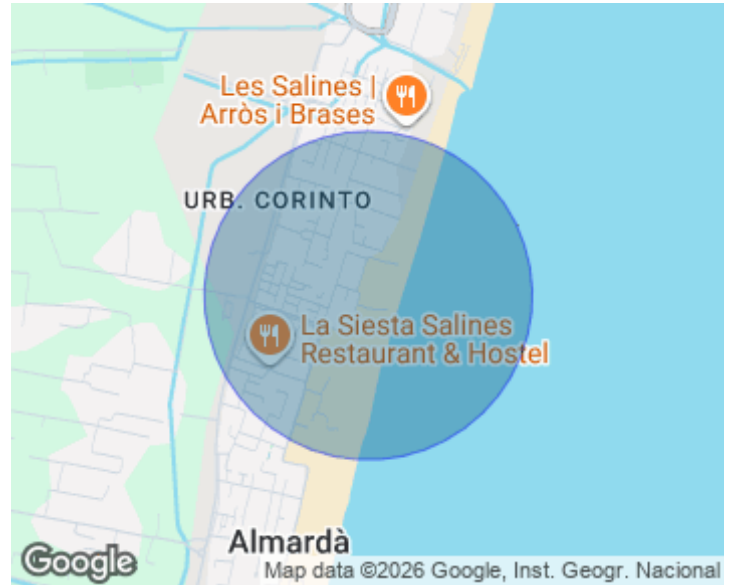 Les Salines |
Arròs i Brases
URB. CORINTO
La Siesta Salines
Restaurant & Hostel
Almardà
Google
Map data ©2026 Google, Inst. Geogr. Nacional